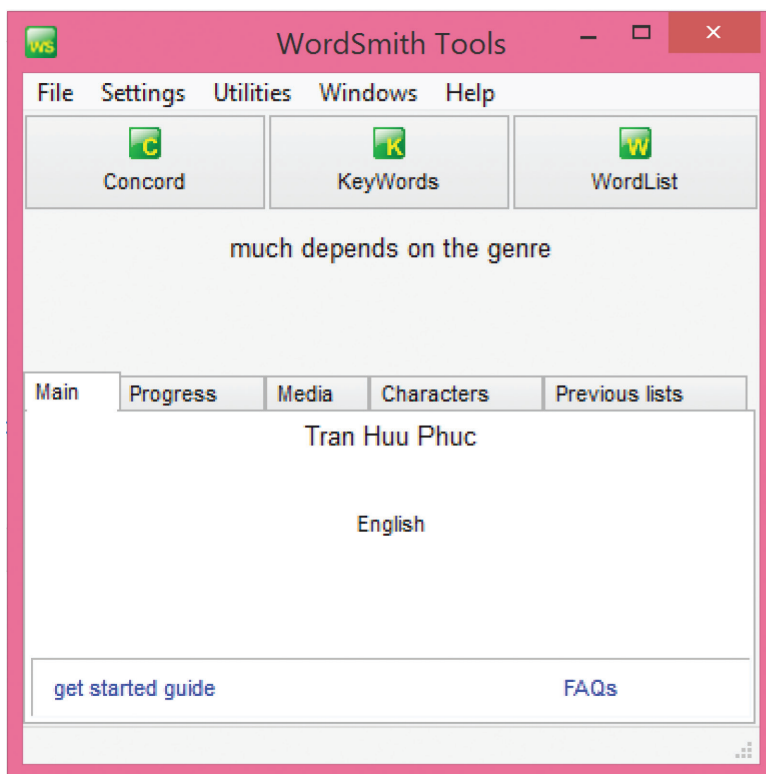 WS WordSmith Tools
File Settings Utilities Windows Help
C K W
Concord KeyWords WordList
much depends on the genre
Main Progress Media Characters Previous lists
Tran Huu Phuc
English
get started guide FAQs